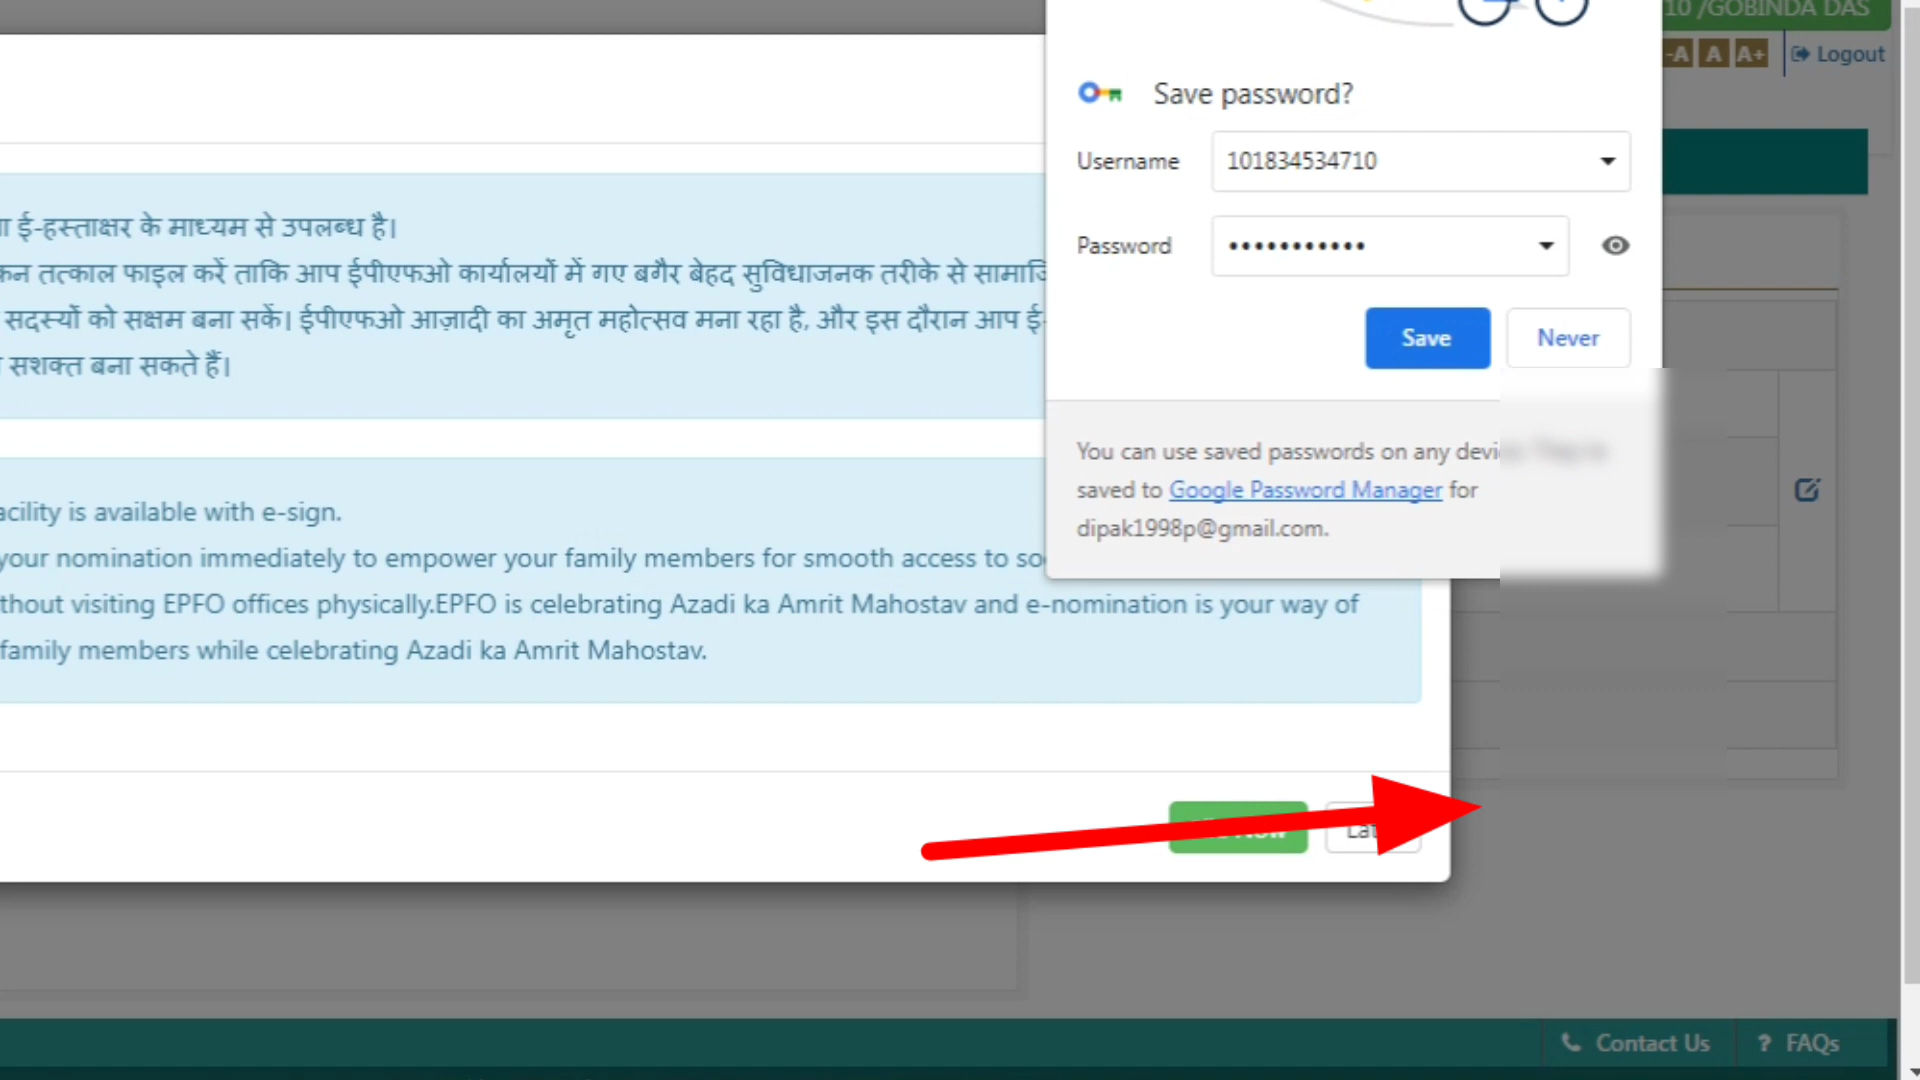 10 /GOBINDA DAS
-A A A+ Logout
Save password?
Username 101834534710
Password •••••••••••
Save Never
You can use saved passwords on any
saved to Google Password Manager for
dipak1998p@gmail.com.
ई-हस्ताक्षर के माध्यम से उपलब्ध है।
तत्काल फाइल करें ताकि आप ईपीएफओ कार्यालयों में गए बगैर बेहद सुविधाजनक तरीके से
सदस्यों को सक्षम बना सकें। ईपीएफओ आज़ादी का अमृत महोत्सव मना रहा है, और इस दौरान आप ई-
सशक्त बना सकते हैं।
acility is available with e-sign.
your nomination immediately to empower your family members for smooth access to so
thout visiting EPFO offices physically.EPFO is celebrating Azadi ka Amrit Mahostav and e-nomination is your way of
family members while celebrating Azadi ka Amrit Mahostav.
Contact Us ? FAQs